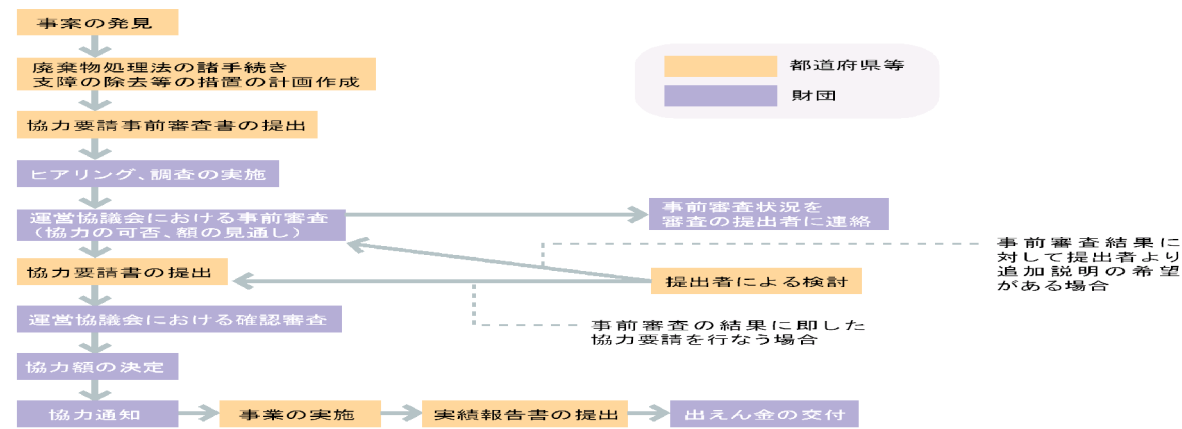 事案の発見
廃棄物処理法の諸手続き
支障の除去等の措置の計画作成
都道府県等
財団
協力要請事前審査書の提出
ヒアリング、調査の実施
運営協議会における事前審査
（協力の可否、額の見通し）
事前審査状況を
審査の提出者に連絡
事前審査結果に
対して提出者より
追加説明の希望
がある場合
協力要請書の提出
提出者による検討
運営協議会における確認審査
事前審査の結果に即した
協力要請を行なう場合
協力額の決定
協力通知
事業の実施
実績報告書の提出
出えん金の交付